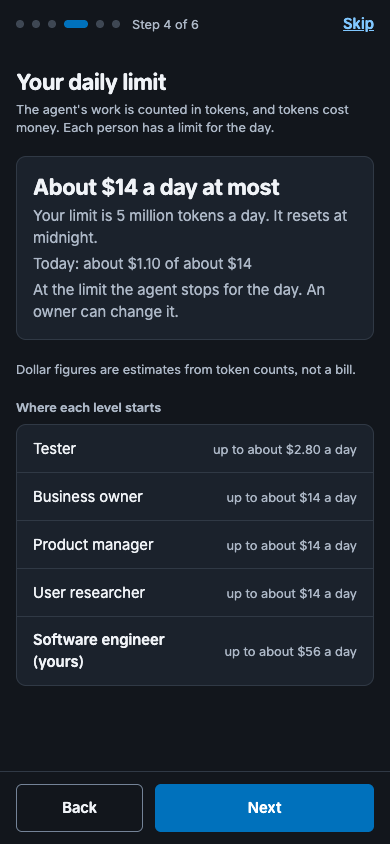 Step 4 of 6
Skip
Your daily limit
The agent's work is counted in tokens, and tokens cost
money. Each person has a limit for the day.
About $14 a day at most
Your limit is 5 million tokens a day. It resets at
midnight.
Today: about $1.10 of about $14
At the limit the agent stops for the day. An
owner can change it.
Dollar figures are estimates from token counts, not a bill.
Where each level starts
Tester
up to about $2.80 a day
Business owner
up to about $14 a day
Product manager
up to about $14 a day
User researcher
up to about $14 a day
Software engineer
(yours)
up to about $56 a day
Back
Next